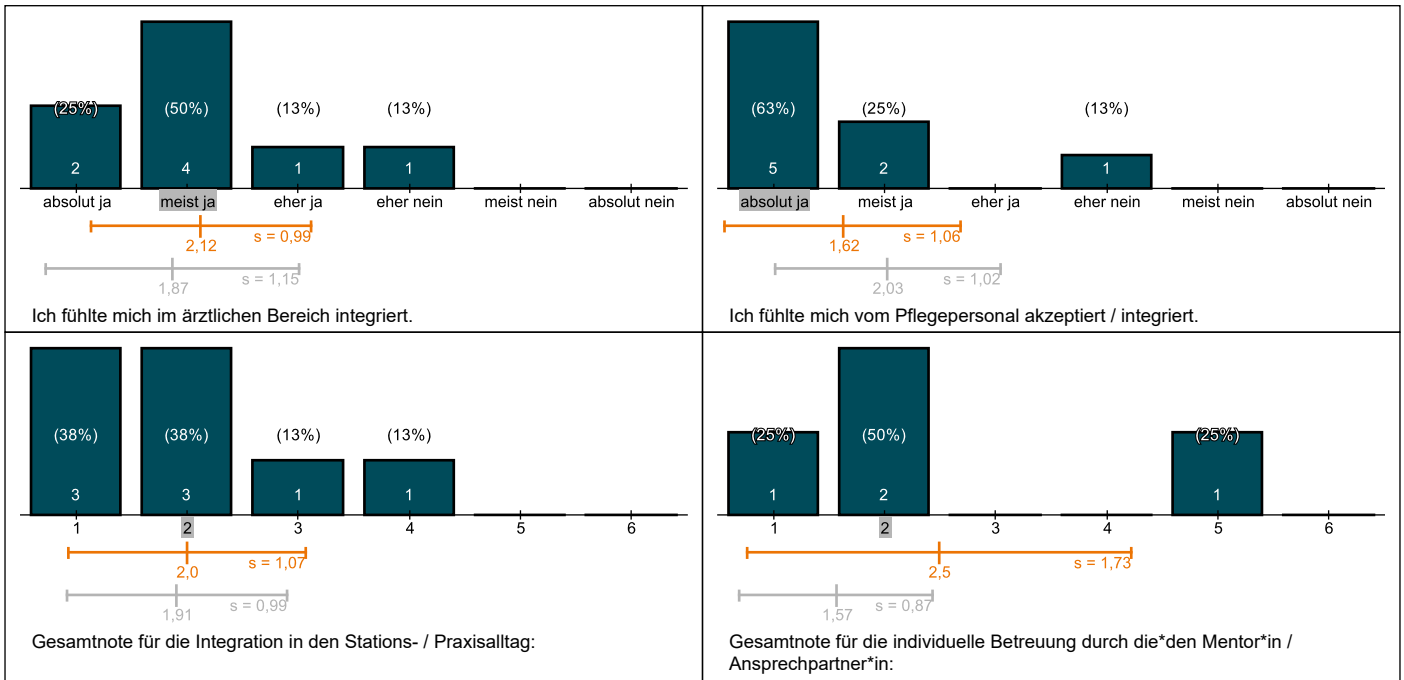 (25%) (50%) (13%) (13%)
2 4 1 1
absolut ja meist ja eher ja eher nein meist nein absolut nein
s = 0,99
2,12
s = 1,15
1,87
Ich fühlte mich im ärztlichen Bereich integriert.
(63%) (25%) (13%)
5 2 1
absolut ja meist ja eher ja eher nein meist nein absolut nein
s = 1,06
1,62
s = 1,02
2,03
Ich fühlte mich vom Pflegepersonal akzeptiert / integriert.
(38%) (38%) (13%) (13%)
3 3 1 1
1 2 3 4 5 6
s = 1,07
2,0
s = 0,99
1,91
Gesamtnote für die Integration in den Stations- / Praxisalltag:
(25%) (50%) (25%)
1 2 1
1 2 3 4 5 6
s = 1,73
2,5
s = 0,87
1,57
Gesamtnote für die individuelle Betreuung durch die*den Mentor*in /
Ansprechpartner*in: